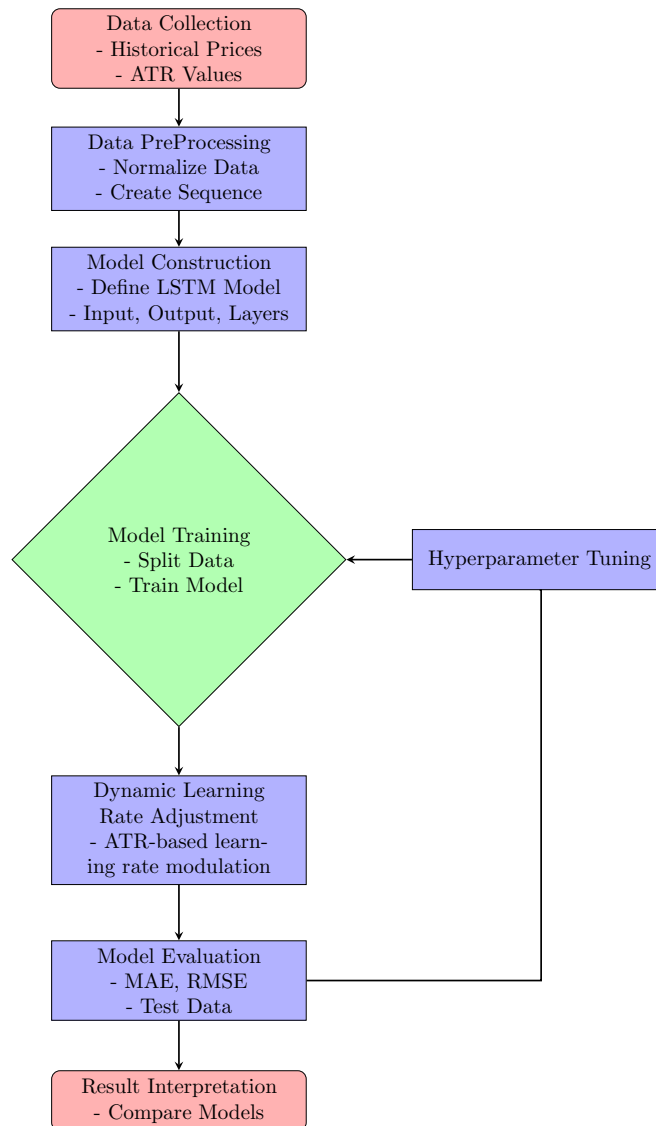 Data Collection
- Historical Prices
- ATR Values
Data PreProcessing
- Normalize Data
- Create Sequence
Model Construction
- Define LSTM Model
- Input, Output, Layers
Model Training
- Split Data
- Train Model
Hyperparameter Tuning
Dynamic Learning
Rate Adjustment
- ATR-based learn-
ing rate modulation
Model Evaluation
- MAE, RMSE
- Test Data
Result Interpretation
- Compare Models